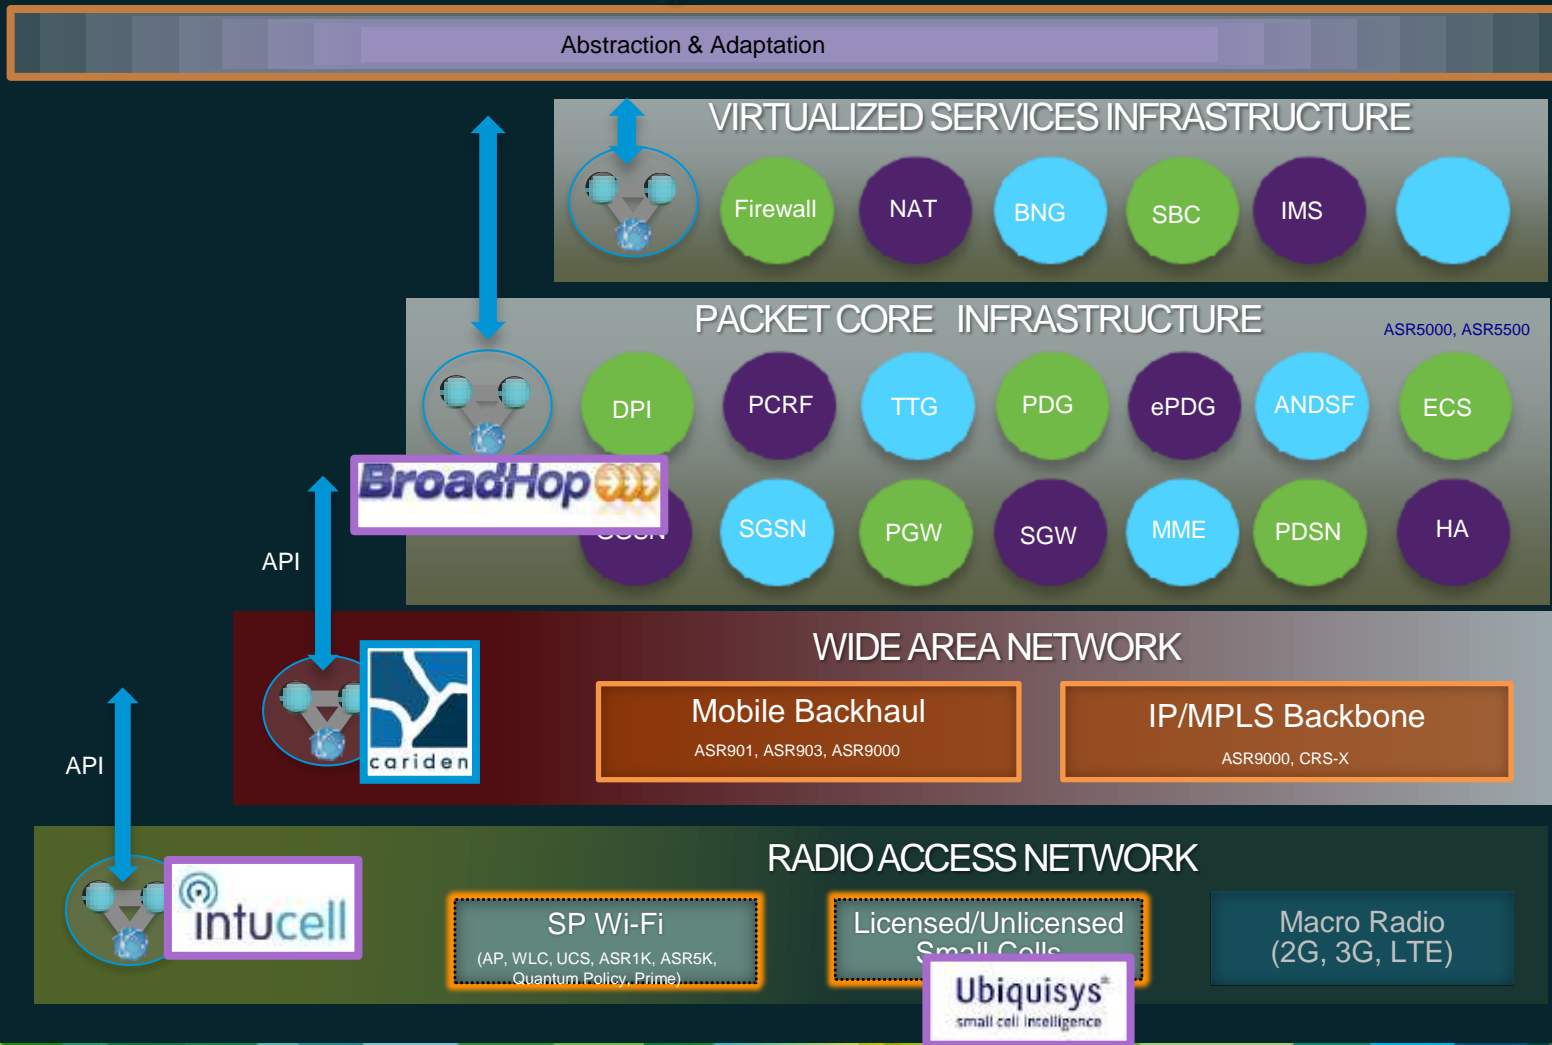 Abstraction & Adaptation
VIRTUALIZED SERVICES INFRASTRUCTURE
Firewall
NAT
BNG
SBC
IMS
PACKET CORE INFRASTRUCTURE
ASR5000, ASR5500
DPI
PCRF
TTG
PDG
ePDG
ANDSF
ECS
BroadHop
SGSN
PGW
SGW
MME
PDSN
HA
API
WIDE AREA NETWORK
cariden
Mobile Backhaul
ASR901, ASR903, ASR9000
IP/MPLS Backbone
ASR9000, CRS-X
API
RADIO ACCESS NETWORK
intucell
SP Wi-Fi
(AP, WLC, UCS, ASR1K, ASR5K,
Quantum Policy, Prime)
Licensed/Unlicensed
Small Cells
Ubiquisys
small cell intelligence
Macro Radio
(2G, 3G, LTE)